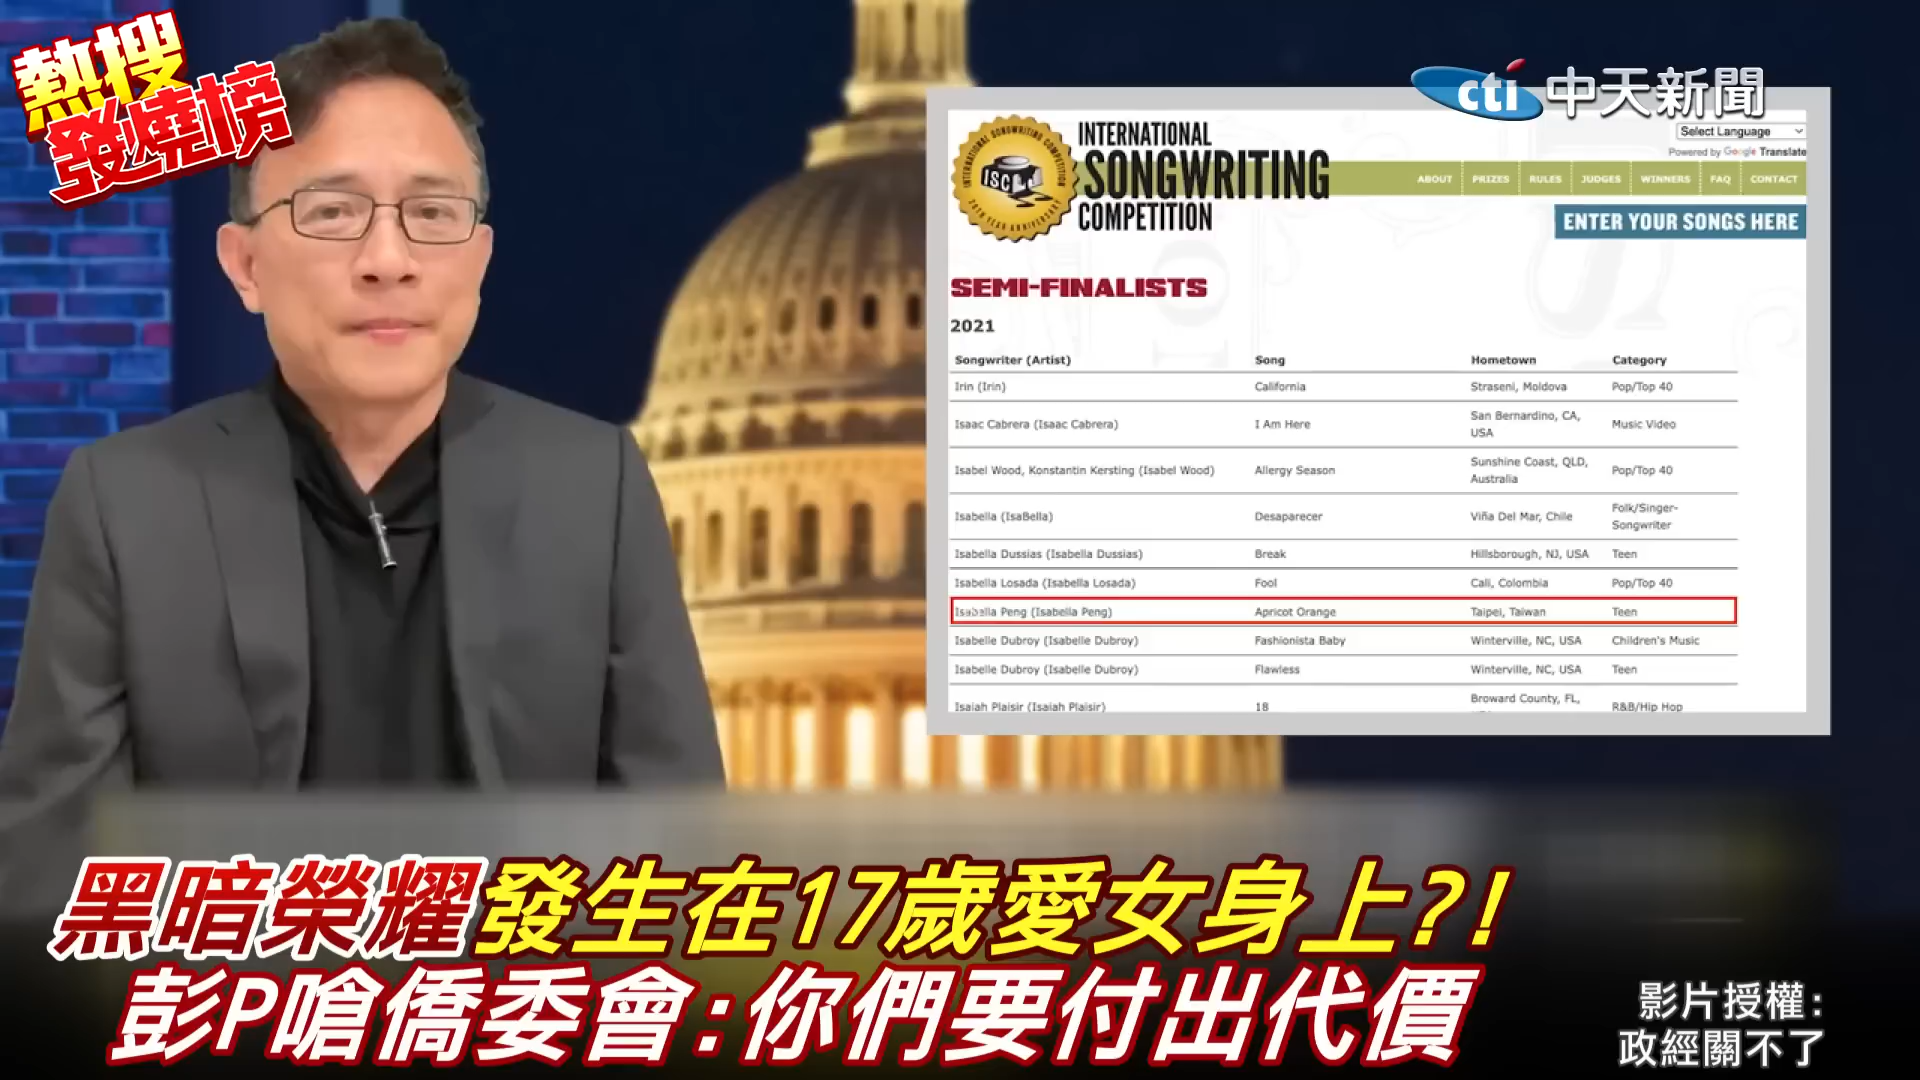 熱搜
發燒榜
cti 中天新聞
INTERNATIONAL SONGWRITING COMPETITION
20TH YEAR ANNIVERSARY
ISC
INTERNATIONAL
SONGWRITING
COMPETITION
Select Language
Powered by Google Translate
ABOUT PRIZES RULES JUDGES WINNERS FAQ CONTACT
ENTER YOUR SONGS HERE
SEMI-FINALISTS
2021
Songwriter (Artist) Song Hometown Category
Irin (Irin) California Straseni, Moldova Pop/Top 40
Isaac Cabrera (Isaac Cabrera) I Am Here San Bernardino, CA, USA Music Video
Isabel Wood, Konstantin Kersting (Isabel Wood) Allergy Season Sunshine Coast, QLD, Australia Pop/Top 40
Isabella (IsaBella) Desaparecer Viña Del Mar, Chile Folk/Singer-Songwriter
Isabella Dussias (Isabella Dussias) Break Hillsborough, NJ, USA Teen
Isabella Losada (Isabella Losada) Fool Cali, Colombia Pop/Top 40
Isabella Peng (Isabella Peng) Apricot Orange Taipei, Taiwan Teen
Isabelle Dubroy (Isabelle Dubroy) Fashionista Baby Winterville, NC, USA Children's Music
Isabelle Dubroy (Isabelle Dubroy) Flawless Winterville, NC, USA Teen
Isaiah Plaisir (Isaiah Plaisir) 18 Broward County, FL, R&B/Hip Hop
黑暗榮耀發生在17歲愛女身上?!
彭P嗆僑委會:你們要付出代價
影片授權:
政經關不了